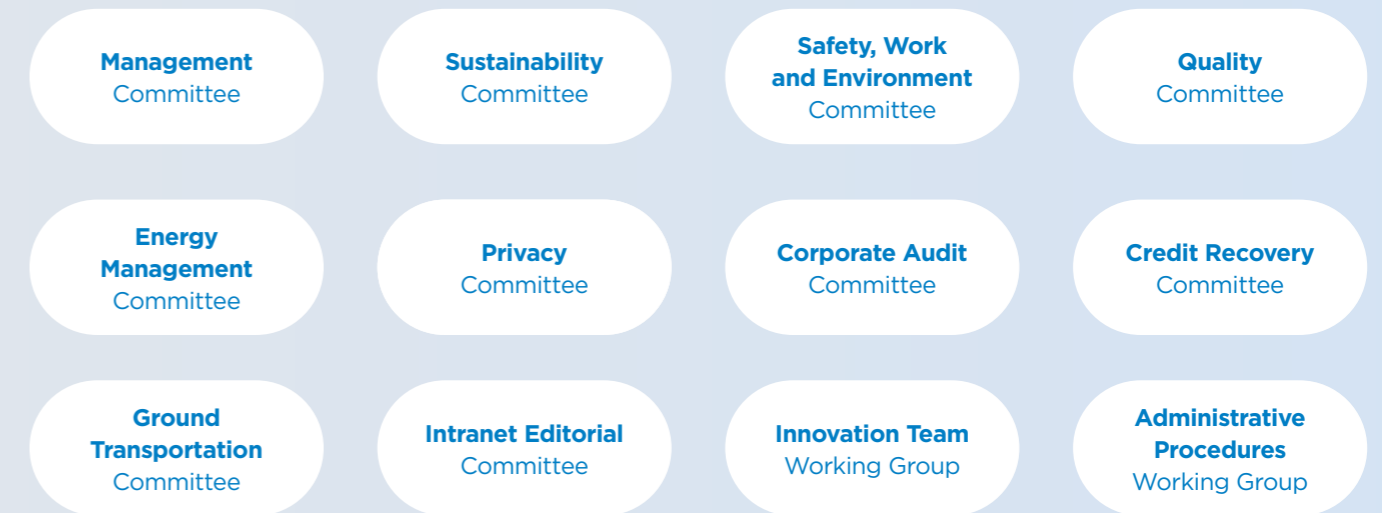 Management
Committee
Sustainability
Committee
Safety, Work
and Environment
Committee
Quality
Committee
Energy
Management
Committee
Privacy
Committee
Corporate Audit
Committee
Credit Recovery
Committee
Ground
Transportation
Committee
Intranet Editorial
Committee
Innovation Team
Working Group
Administrative
Procedures
Working Group